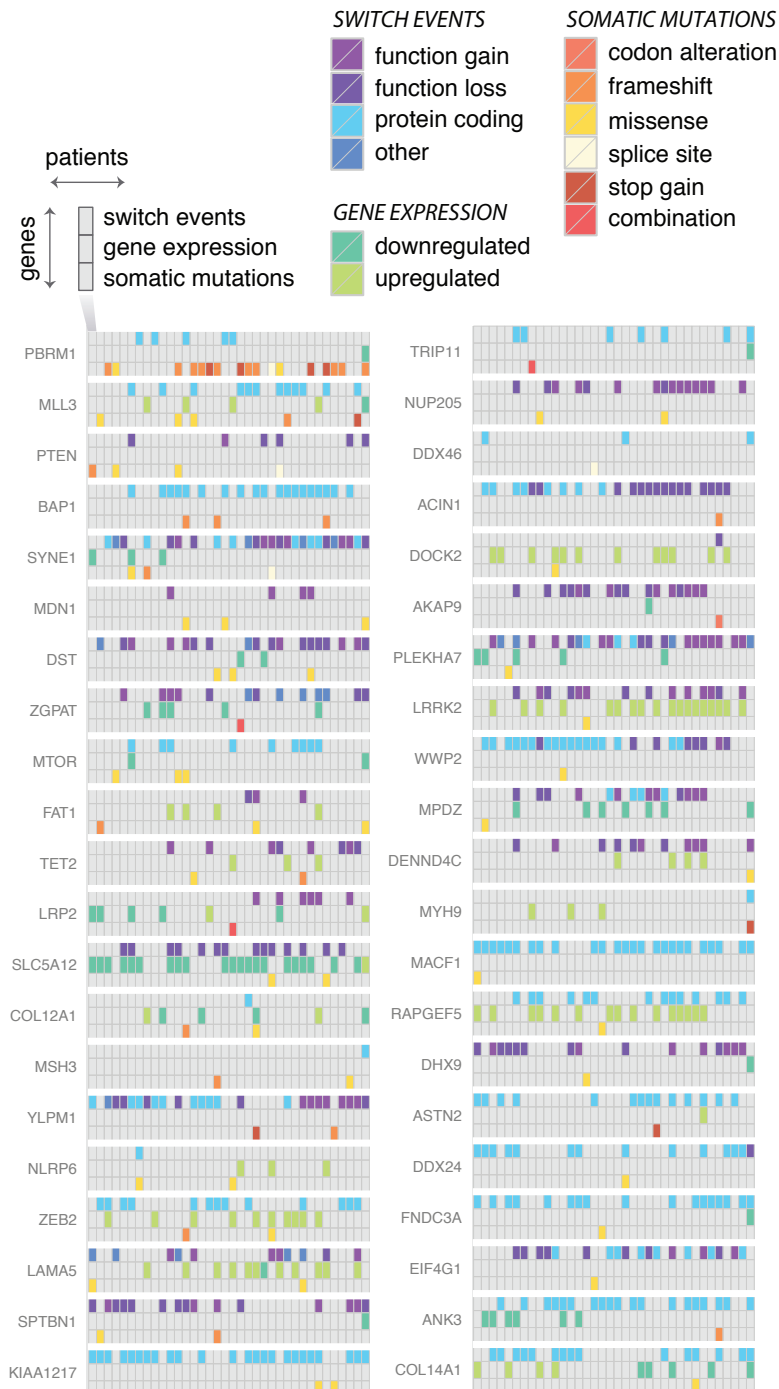 SWITCH EVENTS
function gain
function loss
protein coding
other
SOMATIC MUTATIONS
codon alteration
frameshift
missense
splice site
stop gain
combination
GENE EXPRESSION
downregulated
upregulated
patients
genes
switch events
gene expression
somatic mutations
PBRM1
MLL3
PTEN
BAP1
SYNE1
MDN1
DST
ZGPAT
MTOR
FAT1
TET2
LRP2
SLC5A12
COL12A1
MSH3
YLPM1
NLRP6
ZEB2
LAMA5
SPTBN1
KIAA1217
TRIP11
NUP205
DDX46
ACIN1
DOCK2
AKAP9
PLEKHA7
LRRK2
WWP2
MPDZ
DENND4C
MYH9
MACF1
RAPGEF5
DHX9
ASTN2
DDX24
FNDC3A
EIF4G1
ANK3
COL14A1